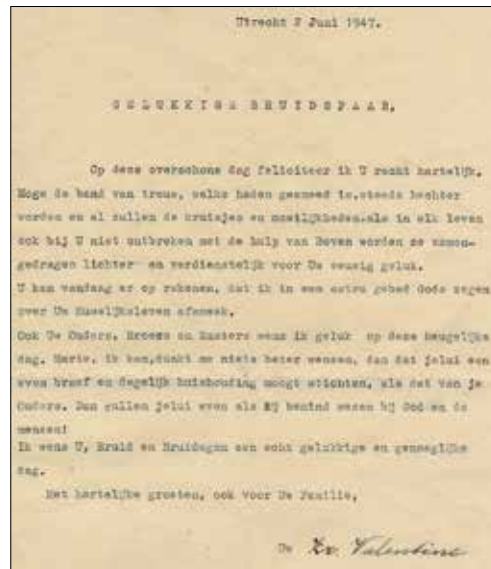 Utrecht 2 Juni 1947.
GELUKKIGE BRUIDSPAAR,
Op deze overschone dag feliciteer ik U recht hartelijk.
Moge de band van trouw, welke heden gesmeed is, steeds hechter
worden en al zullen de kruisjes en moeilijkheden als in elk leven
ook bij U niet ontbreken met de hulp van Boven worden ze samen-
gedragen lichter en verdienstelijk voor Uw eeuwig geluk.
U kan vandaag er op rekenen, dat ik in een extra gebed Gods zegen
over Uw Huwelijksleven afsmeek.
Ook Uw Ouders, Broers en Zusters wens ik geluk op deze heugelijke
dag. Marie, ik kan, dunkt me niets beter wensen, dan dat jelui een
even braaf en degelijk huishouding moogt stichten, als dat van je
Ouders. Dan zullen jelui even als zij bemind wezen bij God en de
mensen!
Ik wens U, Bruid en Bruidegom een echt gelukkige en genoeglijke
dag.
Met hartelijke groeten, ook voor Uw Familie,
Uw Zr. Valentine